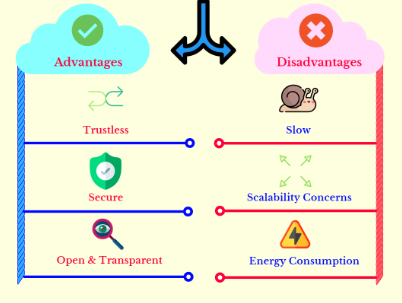 Advantages
Disadvantages
Trustless
Slow
Secure
Scalability Concerns
Open & Transparent
Energy Consumption